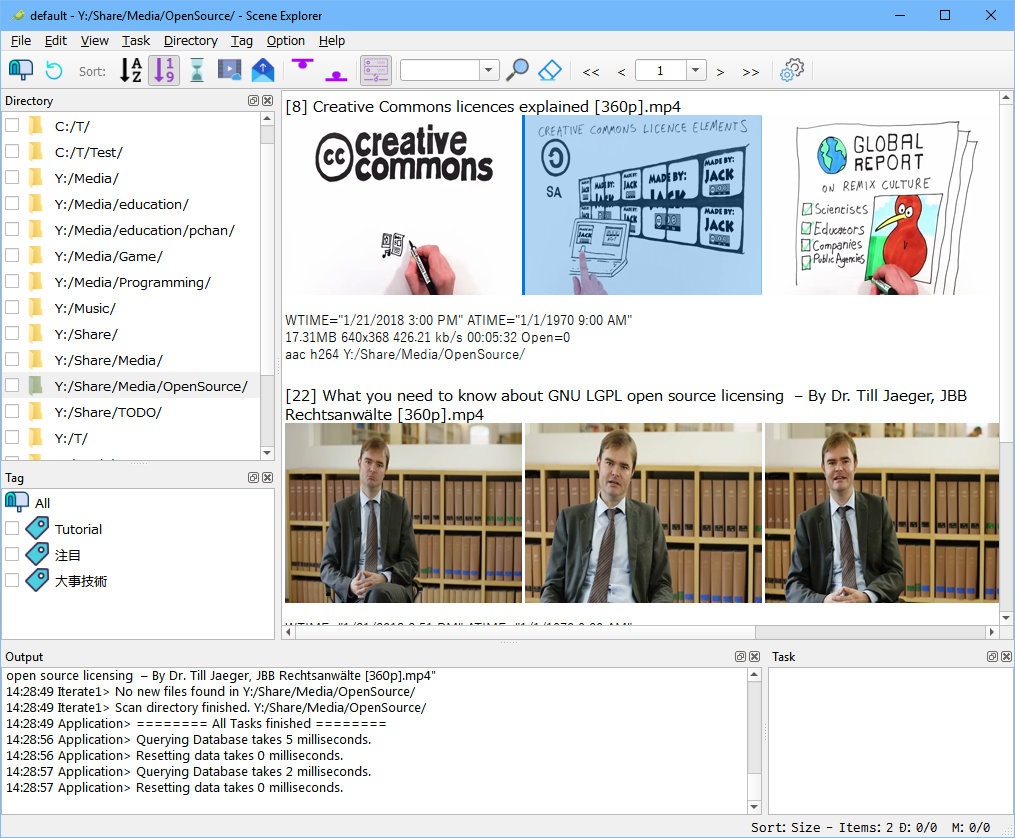 default - Y:/Share/Media/OpenSource/ - Scene Explorer
File Edit View Task Directory Tag Option Help
Sort: A Z 1 9 << < 1 > >>
Directory
C:/T/
C:/T/Test/
Y:/Media/
Y:/Media/education/
Y:/Media/education/pchan/
Y:/Media/Game/
Y:/Media/Programming/
Y:/Music/
Y:/Share/
Y:/Share/Media/
Y:/Share/Media/OpenSource/
Y:/Share/TODO/
Y:/T/
Tag
All
Tutorial
注目
大事技術
[8] Creative Commons licences explained [360p].mp4
cc creative
commons
CREATIVE COMMONS LICENCE ELEMENTS
SA
MADE BY:
JACK
MADE BY:
JACK
MADE BY:
JACK
GLOBAL
REPORT
ON REMIX CULTURE
Scientists
Educators
Companies
Public Agencies
WTIME="1/21/2018 3:00 PM" ATIME="1/1/1970 9:00 AM"
17.31MB 640x368 426.21 kb/s 00:05:32 Open=0
aac h264 Y:/Share/Media/OpenSource/
[22] What you need to know about GNU LGPL open source licensing – By Dr. Till Jaeger, JBB
Rechtsanwälte [360p].mp4
Output
open source licensing – By Dr. Till Jaeger, JBB Rechtsanwälte [360p].mp4"
14:28:49 Iterate1> No new files found in Y:/Share/Media/OpenSource/
14:28:49 Iterate1> Scan directory finished. Y:/Share/Media/OpenSource/
14:28:49 Application> ======== All Tasks finished ========
14:28:56 Application> Querying Database takes 5 milliseconds.
14:28:56 Application> Resetting data takes 0 milliseconds.
14:28:57 Application> Querying Database takes 2 milliseconds.
14:28:57 Application> Resetting data takes 0 milliseconds.
Task
Sort: Size - Items: 2 D: 0/0 M: 0/0